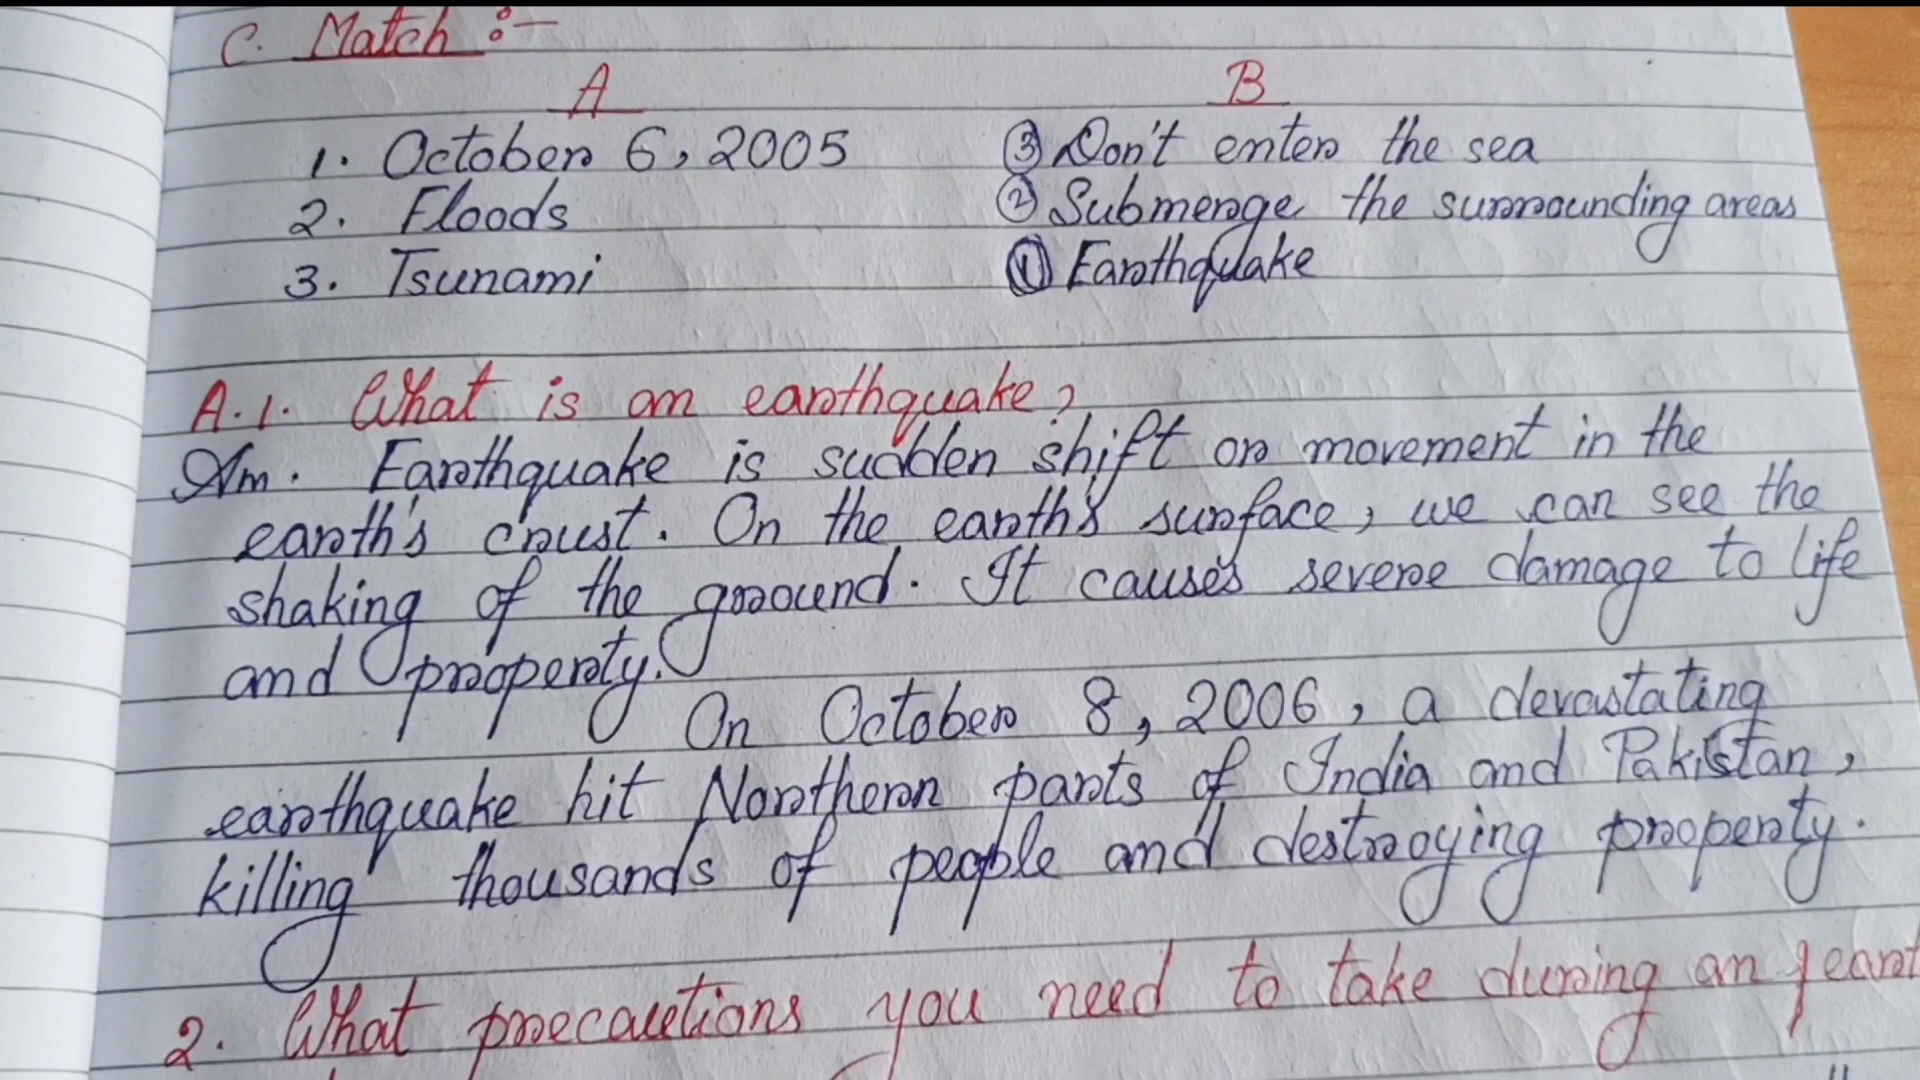 C. Match :-
A B
1. October 6, 2005 ③ Don't enter the sea
2. Floods ② Submerge the surrounding areas
3. Tsunami ① Earthquake
A.1. What is an earthquake?
Ans. Earthquake is sudden shift or movement in the
earth's crust. On the earth's surface, we can see the
shaking of the ground. It causes severe damage to life
and property.
On October 8, 2006, a devastating
earthquake hit Northern parts of India and Pakistan,
killing thousands of people and destroying property.
2. What precautions you need to take during an eart